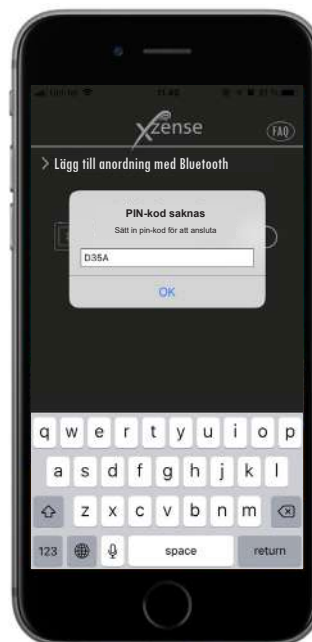 xzense
FAQ
> Lägg till anordning med Bluetooth
PIN-kod saknas
Sätt in pin-kod för att ansluta
D35A
OK
q w e r t y u i o p
a s d f g h j k l
z x c v b n m
123 space return